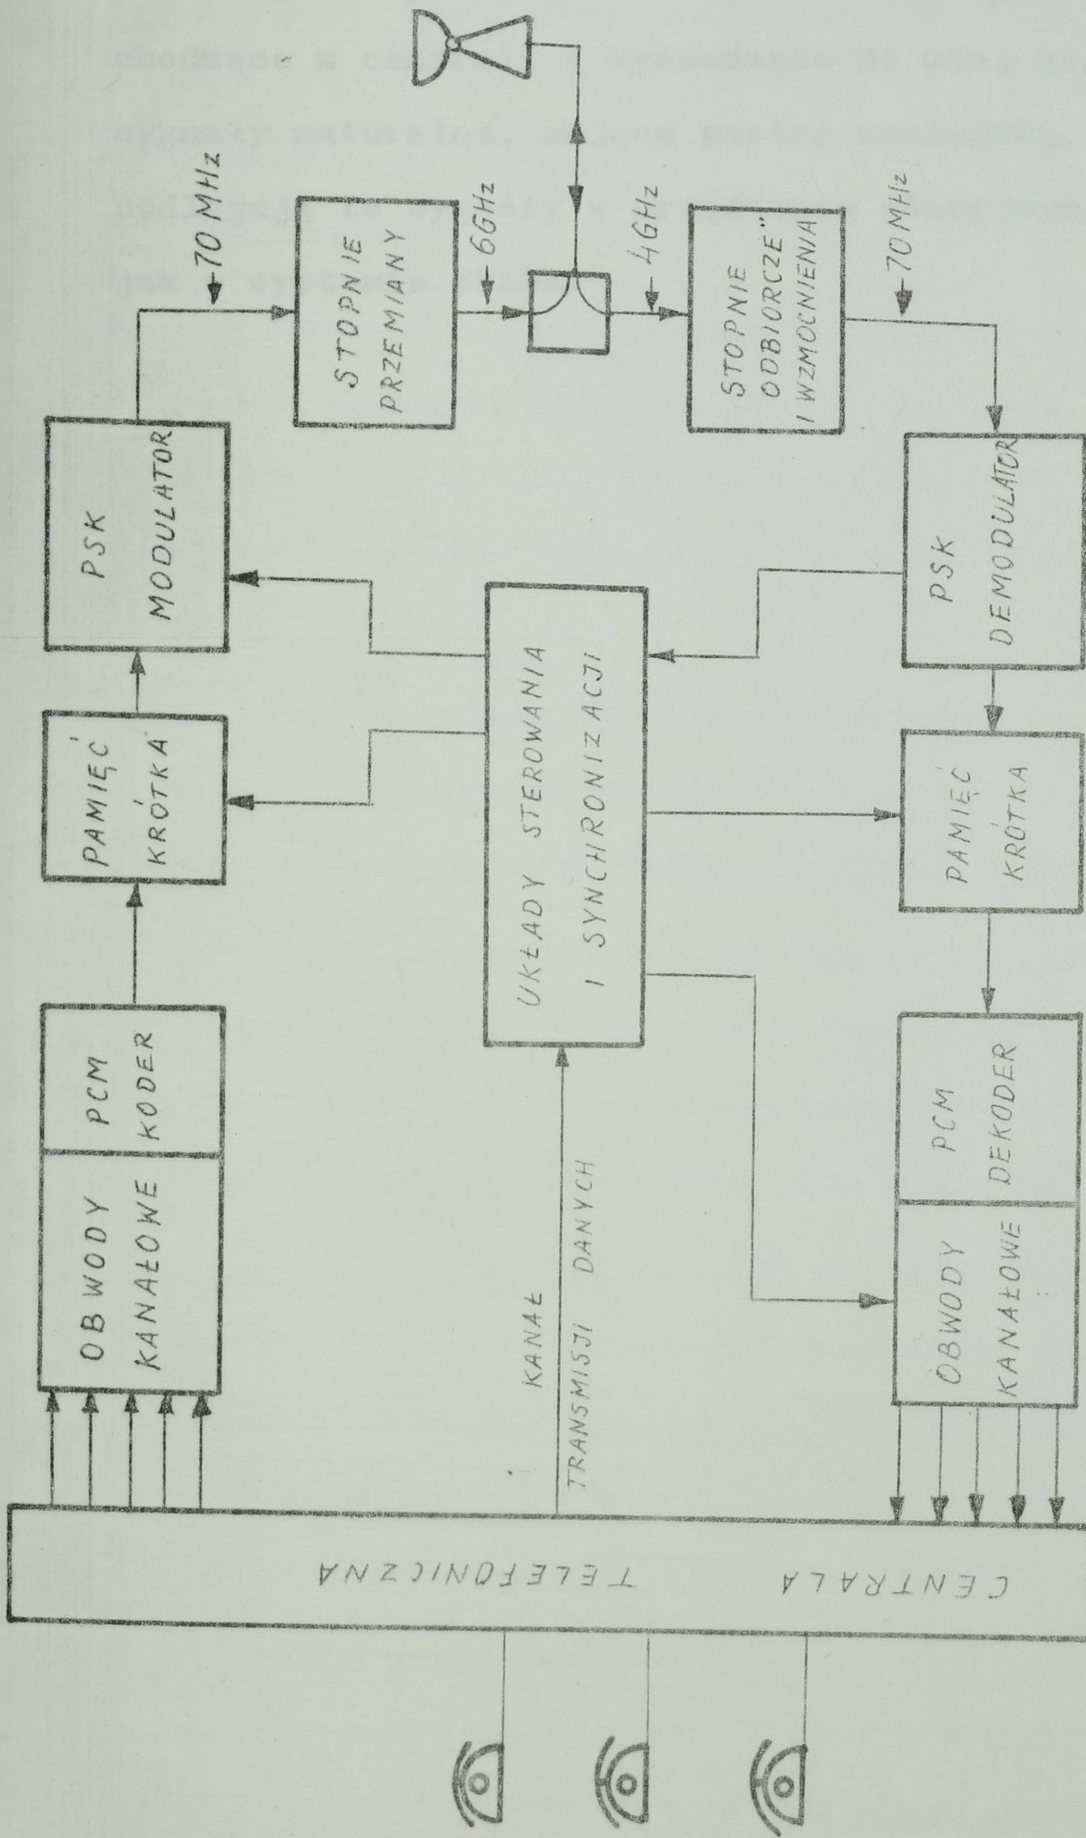 OBWODY
KANAŁOWE
PCM
KODER
PAMIĘĆ
KRÓTKA
PSK
MODULATOR
70 MHz
STOPNIE
PRZEMIANY
6GHz
4GHz
STOPNIE
ODBIORCZE"
I WZMOCNIENIA
70 MHz
PSK
DEMODULATOR
PAMIĘĆ
KRÓTKA
PCM
DEKODER
OBWODY
KANAŁOWE
UKŁADY STEROWANIA
I SYNCHRONIZACJI
KANAŁ
TRANSMISJI DANYCH
CENTRALA TELEFONICZNA